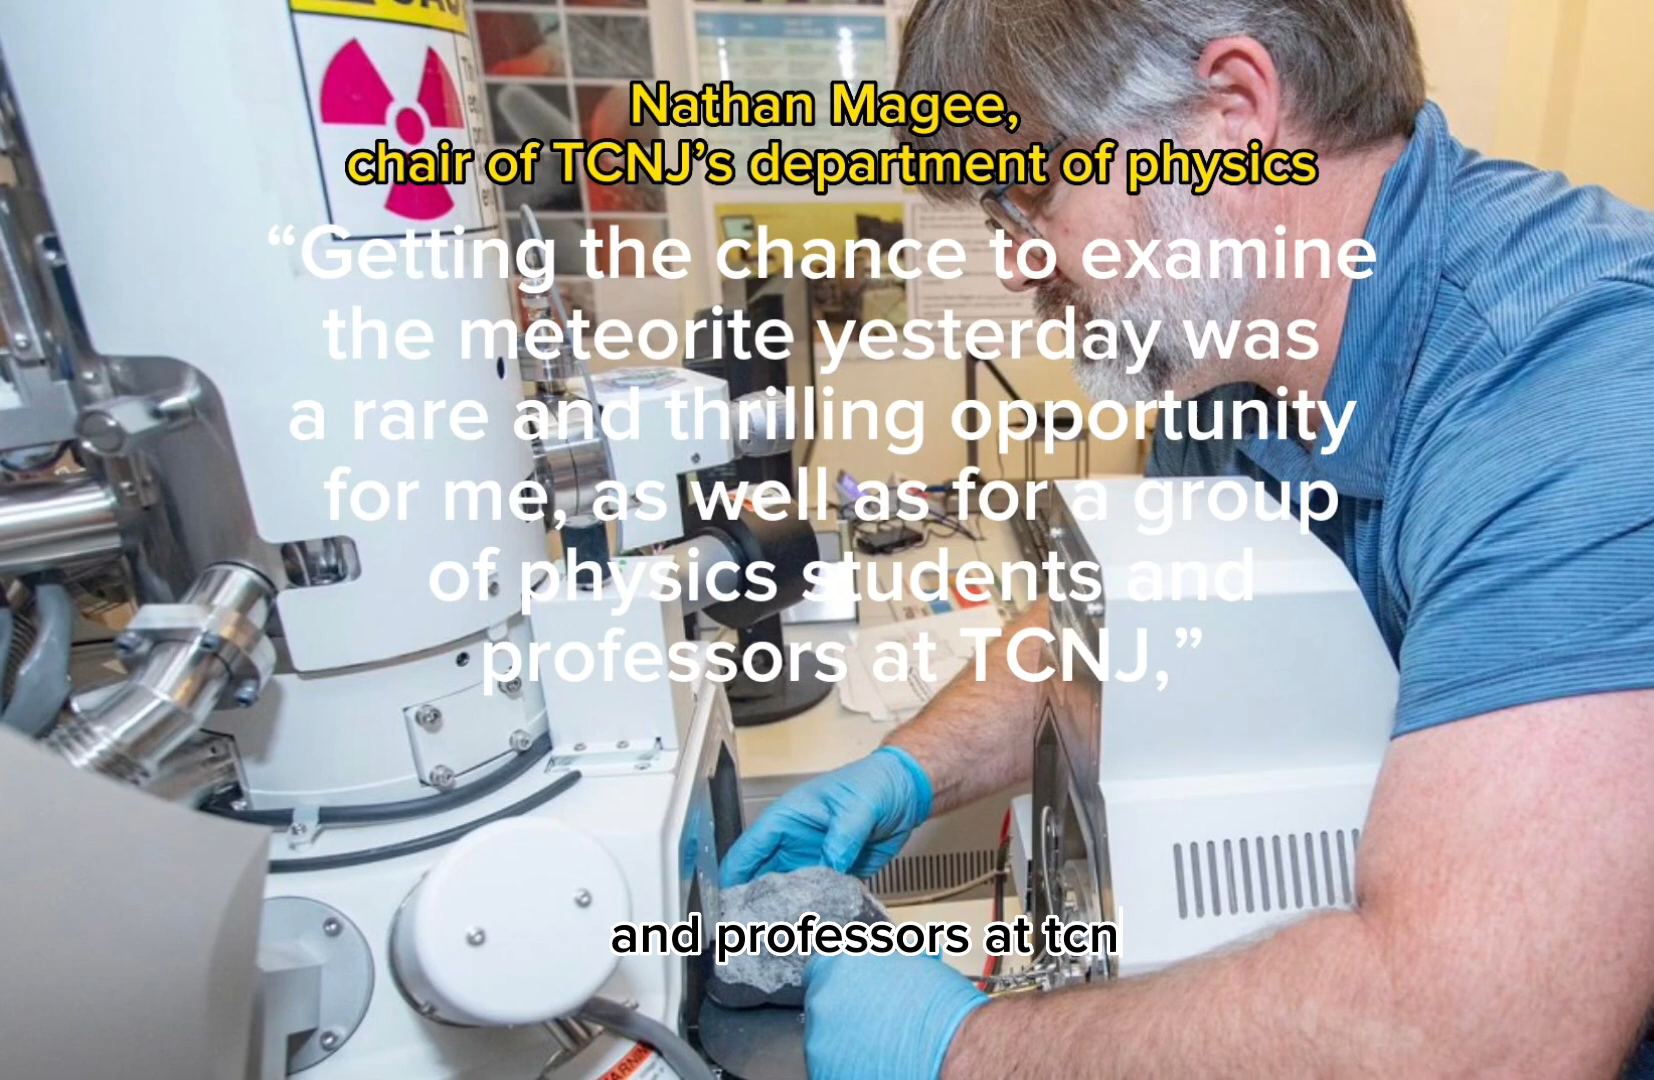 Nathan Magee,
chair of TCNJ’s department of physics
“Getting the chance to examine
the meteorite yesterday was
a rare and thrilling opportunity
for me, as well as for a group
of physics students and
professors at TCNJ,”
and professors at tcn